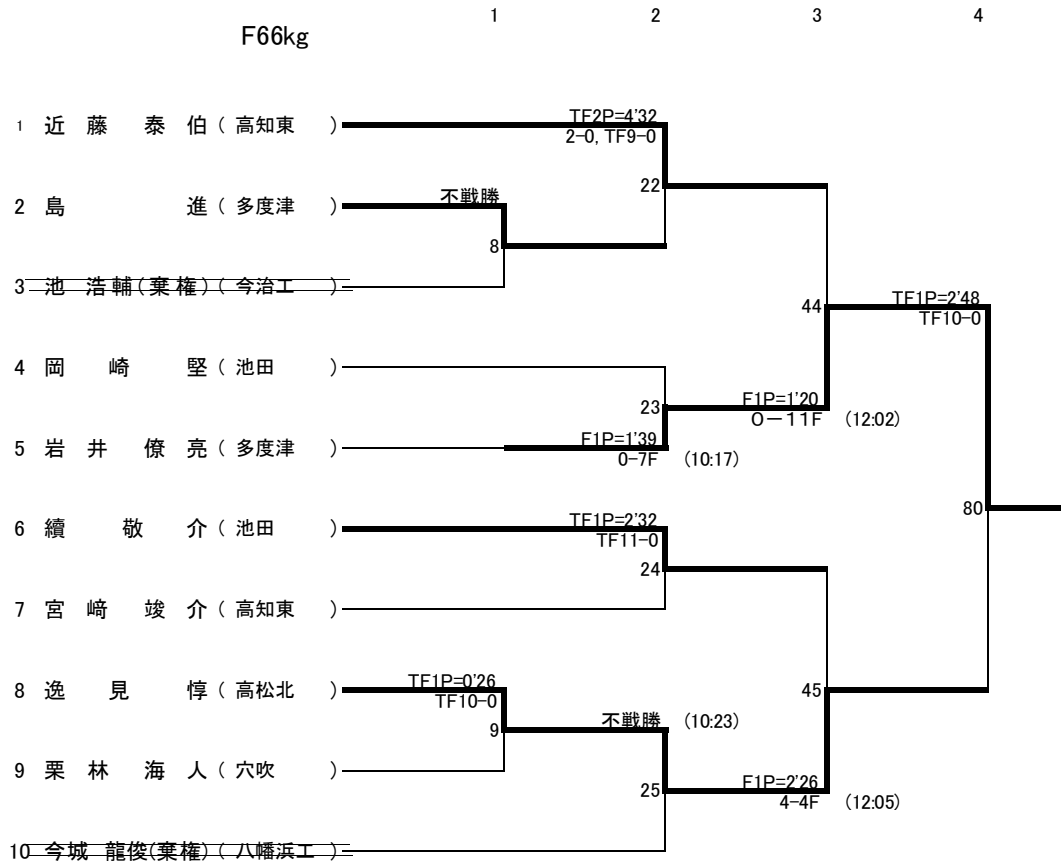 1 2 3 4
F66kg
1 近 藤 泰 伯 ( 高知東 )
TF2P=4'32
2-0, TF9-0
22
2 島 進 ( 多度津 )
不戦勝
8
3 池 浩輔(棄権) ( 今治工 )
44
TF1P=2'48
TF10-0
4 岡 崎 堅 ( 池田 )
23
F1P=1'20
0-11F (12:02)
5 岩 井 僚 亮 ( 多度津 )
F1P=1'39
0-7F (10:17)
80
6 續 敬 介 ( 池田 )
TF1P=2'32
TF11-0
24
7 宮 﨑 竣 介 ( 高知東 )
8 逸 見 惇 ( 高松北 )
TF1P=0'26
TF10-0
45
9
不戦勝 (10:23)
9 栗 林 海 人 ( 穴吹 )
25
F1P=2'26
4-4F (12:05)
10 今城 龍俊(棄権) ( 八幡浜工 )